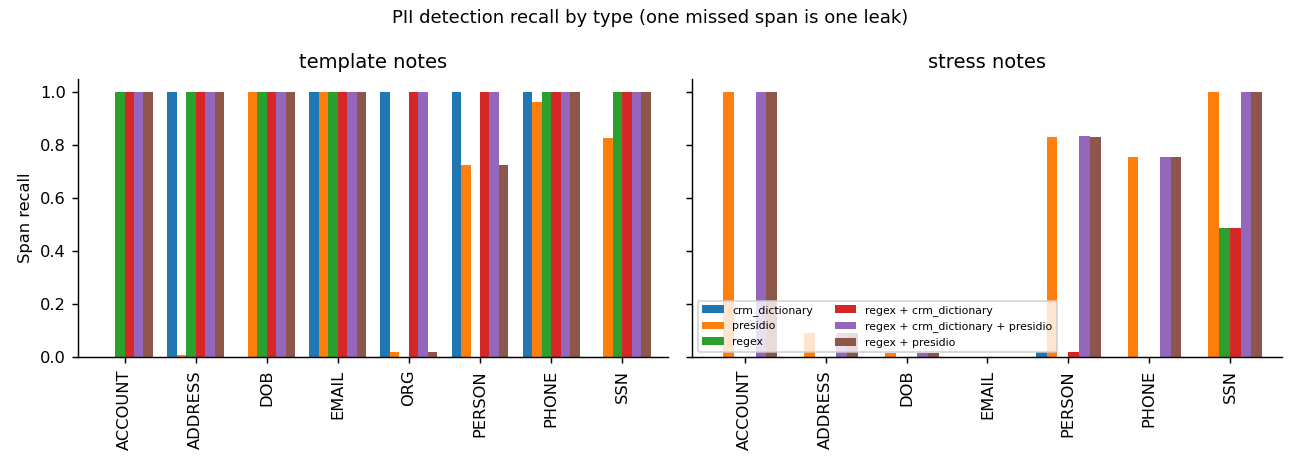 PII detection recall by type (one missed span is one leak)
template notes
stress notes
Span recall
1.0
0.8
0.6
0.4
0.2
0.0
ACCOUNT
ADDRESS
DOB
EMAIL
ORG
PERSON
PHONE
SSN
crm_dictionary
presidio
regex
regex + crm_dictionary
regex + crm_dictionary + presidio
regex + presidio
ACCOUNT
ADDRESS
DOB
EMAIL
PERSON
PHONE
SSN